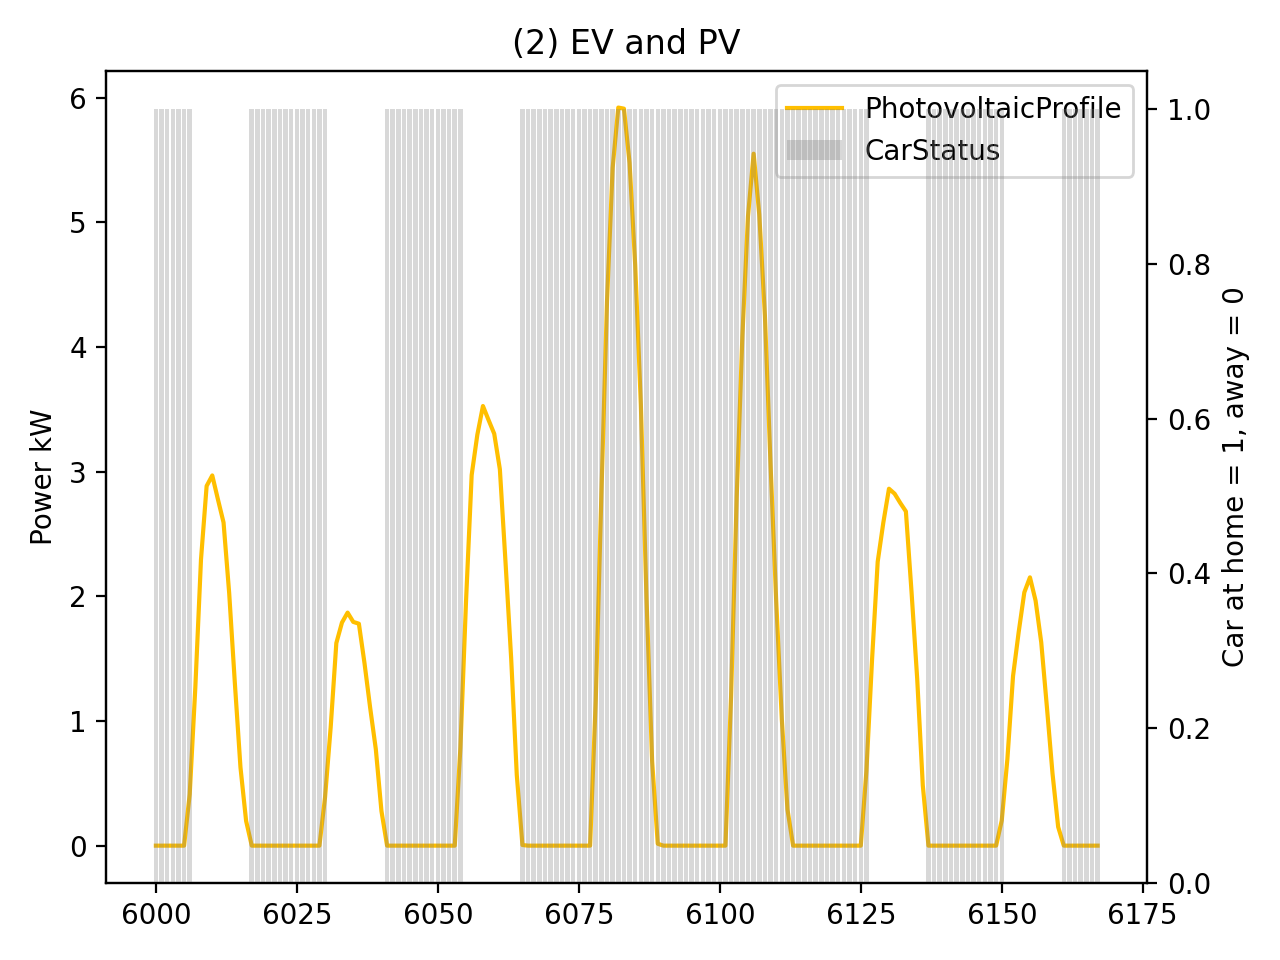 (2) EV and PV
PhotovoltaicProfile
CarStatus
6
5
4
3
2
1
0
Power kW
1.0
0.8
0.6
0.4
0.2
0.0
Car at home = 1, away = 0
6000 6025 6050 6075 6100 6125 6150 6175